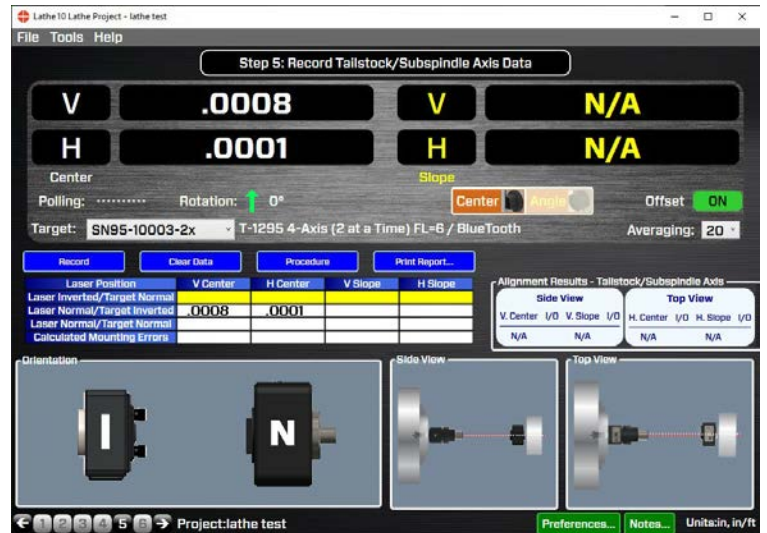 Lathe10 Lathe Project - lathe test
File Tools Help
Step 5: Record Tailstock/Subspindle Axis Data
V .0008 V N/A
H .0001 H N/A
Center Slope
Polling: .......... Rotation: 0° Center Angle Offset ON
Target: SN95-10003-2x T-1295 4-Axis (2 at a Time) FL=6 / BlueTooth Averaging: 20
Record Clear Data Procedure Print Report...
Laser Position V Center H Center V Slope H Slope
Laser Inverted/Target Normal
Laser Normal/Target Inverted .0008 .0001
Laser Normal/Target Normal
Calculated Mounting Errors
Alignment Results - Tailstock/Subspindle Axis
Side View Top View
V. Center I/O V. Slope I/O H. Center I/O H. Slope I/O
N/A N/A N/A N/A
Orientation Side View Top View
I N
1 2 3 4 5 6 Project:lathe test Preferences... Notes... Units:in, in/ft